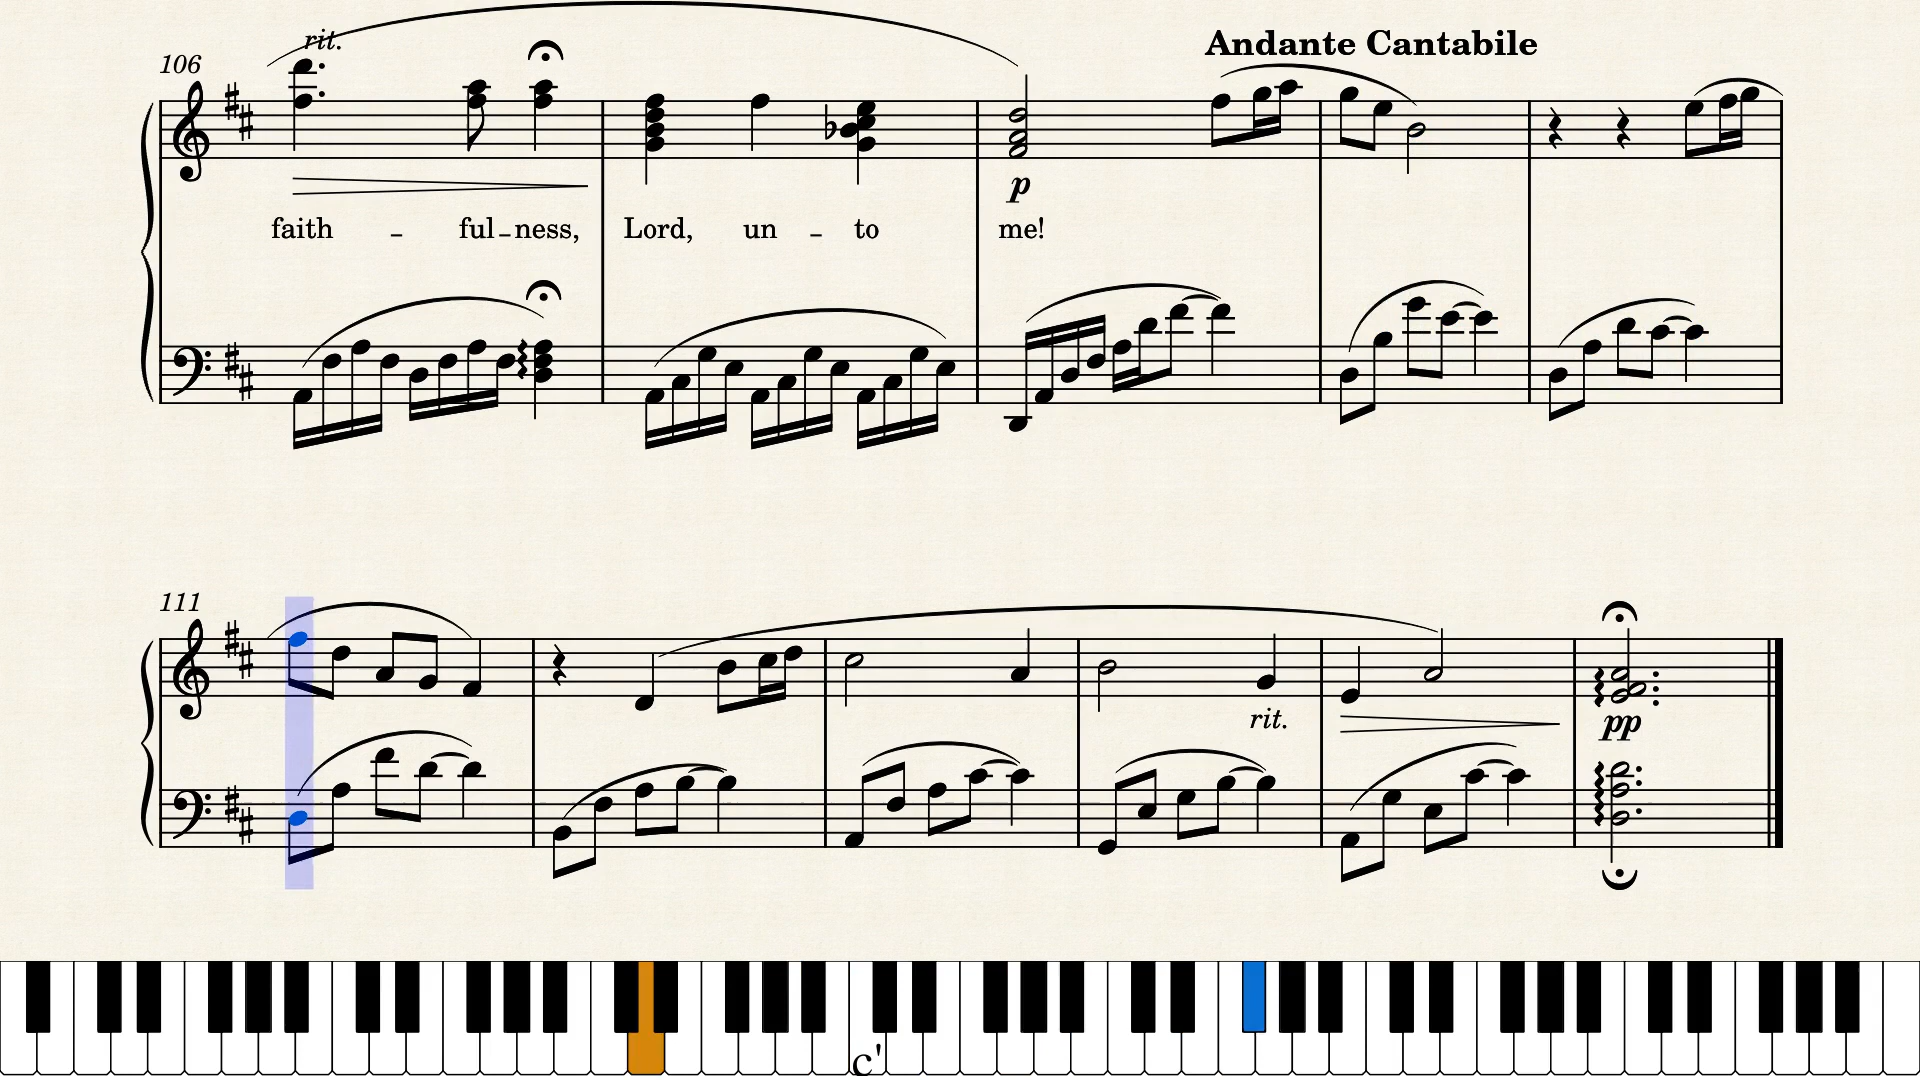 Andante Cantabile
rit.
106
p
faith – ful – ness, Lord, un – to me!
111
rit.
pp
c'